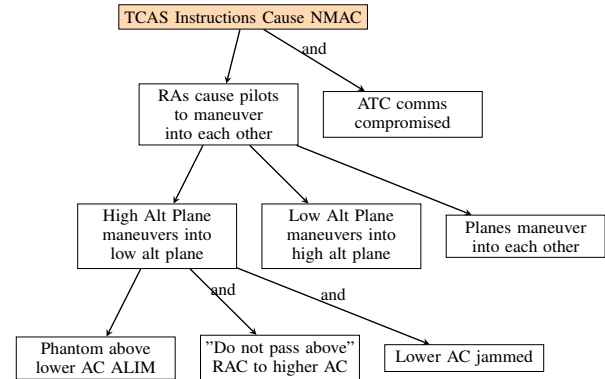 TCAS Instructions Cause NMAC
and
RAs cause pilots
to maneuver
into each other
ATC comms
compromised
High Alt Plane
maneuvers into
low alt plane
Low Alt Plane
maneuvers into
high alt plane
Planes maneuver
into each other
and
and
Phantom above
lower AC ALIM
”Do not pass above”
RAC to higher AC
Lower AC jammed